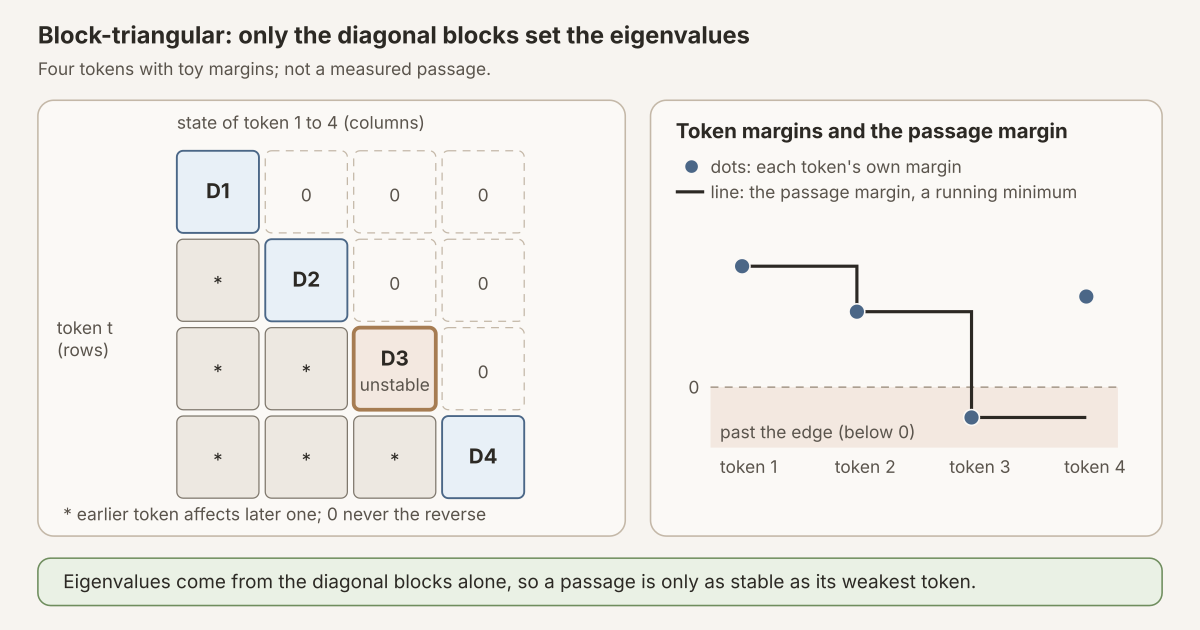 Block-triangular: only the diagonal blocks set the eigenvalues
Four tokens with toy margins; not a measured passage.
state of token 1 to 4 (columns)
D1
0
0
0
*
D2
0
0
token t
(rows)
*
*
D3
unstable
0
*
*
*
D4
* earlier token affects later one; 0 never the reverse
Token margins and the passage margin
dots: each token's own margin
line: the passage margin, a running minimum
0
past the edge (below 0)
token 1
token 2
token 3
token 4
Eigenvalues come from the diagonal blocks alone, so a passage is only as stable as its weakest token.